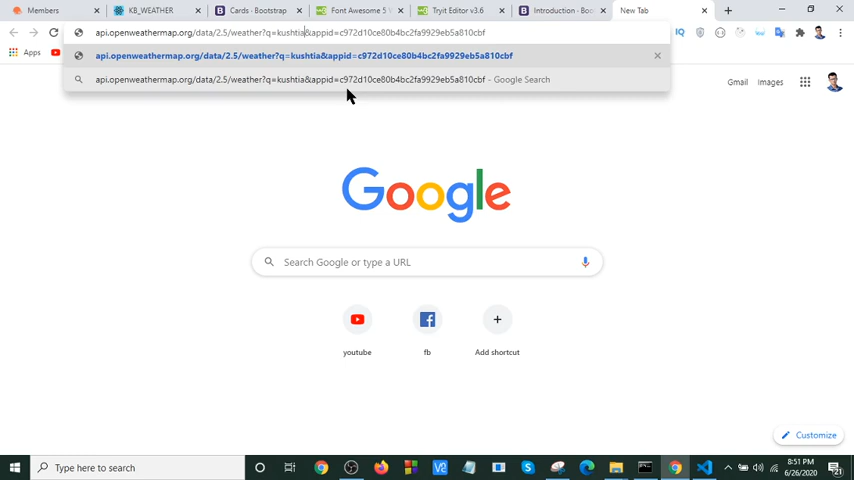 Members
KB_WEATHER
Cards · Bootstrap
Font Awesome 5
Tryit Editor v3.6
Introduction · Boo
New Tab
api.openweathermap.org/data/2.5/weather?q=kushtia&appid=c972d10ce80b4bc2fa9929eb5a810cbf
Apps
api.openweathermap.org/data/2.5/weather?q=kushtia&appid=c972d10ce80b4bc2fa9929eb5a810cbf
api.openweathermap.org/data/2.5/weather?q=kushtia&appid=c972d10ce80b4bc2fa9929eb5a810cbf - Google Search
Gmail Images
Google
Search Google or type a URL
youtube
fb
Add shortcut
Customize
Type here to search
8:51 PM
6/26/2020
21